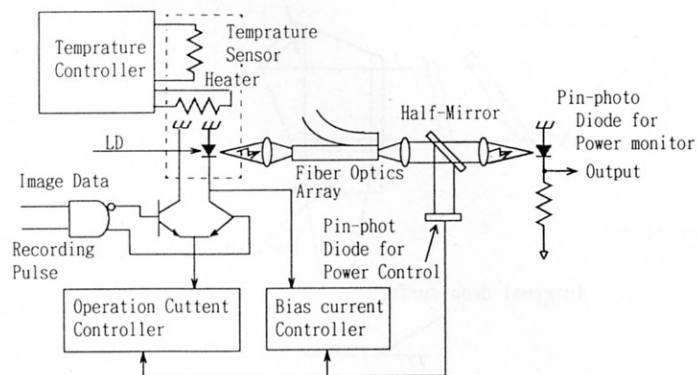 Temprature
Controller
Temprature
Sensor
Heater
LD
Image Data
Recording
Pulse
Fiber Optics
Array
Half-Mirror
Pin-photo
Diode for
Power monitor
Output
Pin-phot
Diode for
Power Control
Operation Cuttent
Controller
Bias current
Controller